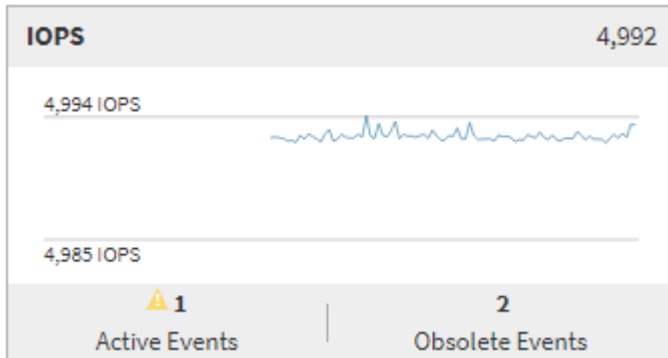 IOPS 4,992
4,994 IOPS
4,985 IOPS
1 2
Active Events Obsolete Events